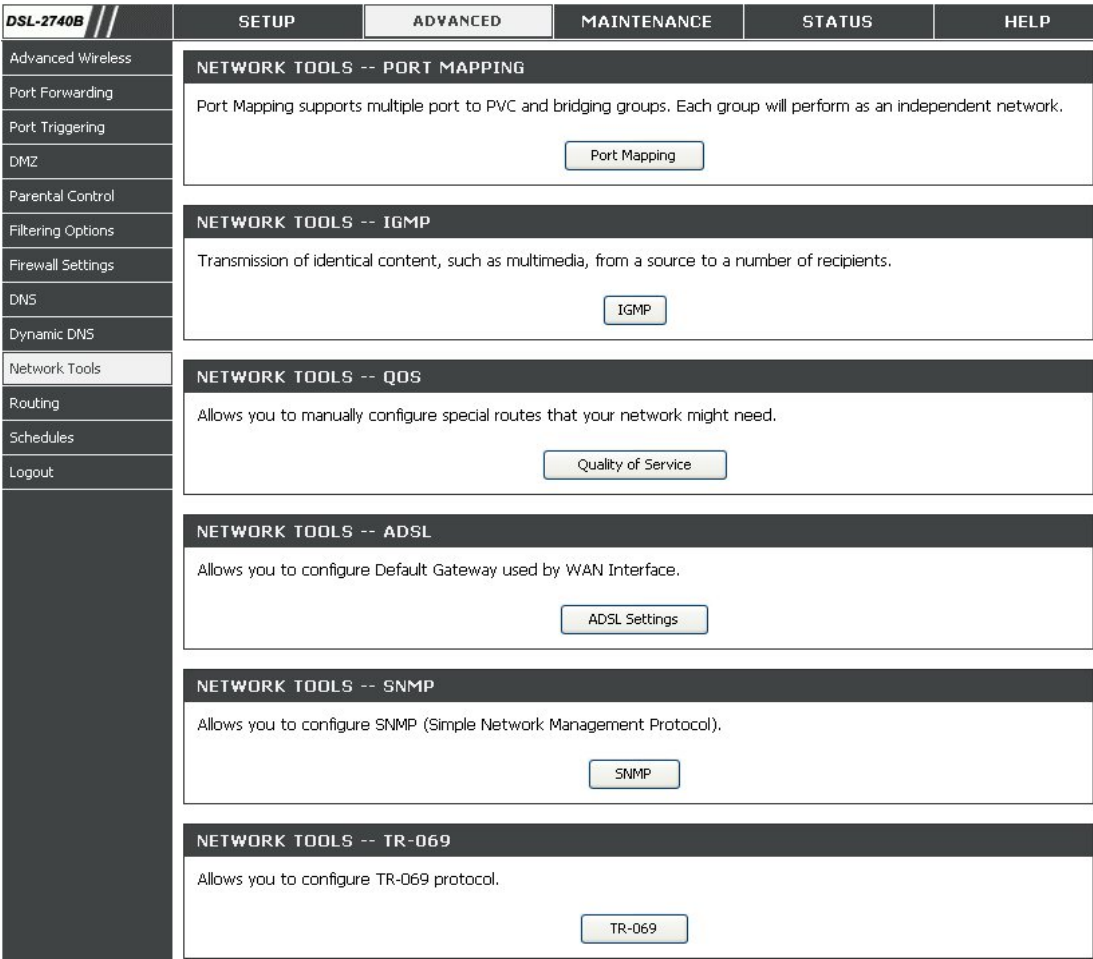 DSL-2740B
SETUP
ADVANCED
MAINTENANCE
STATUS
HELP
Advanced Wireless
Port Forwarding
Port Triggering
DMZ
Parental Control
Filtering Options
Firewall Settings
DNS
Dynamic DNS
Network Tools
Routing
Schedules
Logout
NETWORK TOOLS -- PORT MAPPING
Port Mapping supports multiple port to PVC and bridging groups. Each group will perform as an independent network.
Port Mapping
NETWORK TOOLS -- IGMP
Transmission of identical content, such as multimedia, from a source to a number of recipients.
IGMP
NETWORK TOOLS -- QOS
Allows you to manually configure special routes that your network might need.
Quality of Service
NETWORK TOOLS -- ADSL
Allows you to configure Default Gateway used by WAN Interface.
ADSL Settings
NETWORK TOOLS -- SNMP
Allows you to configure SNMP (Simple Network Management Protocol).
SNMP
NETWORK TOOLS -- TR-069
Allows you to configure TR-069 protocol.
TR-069